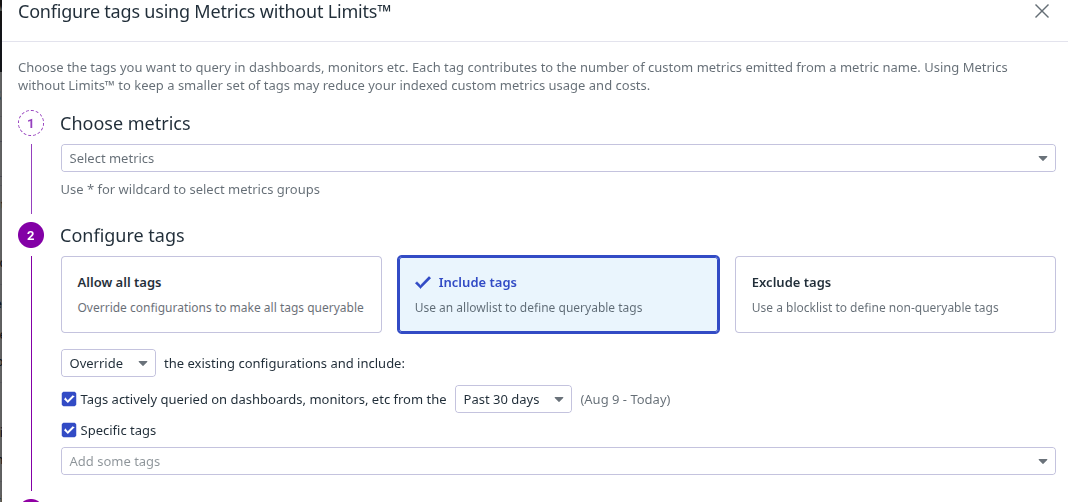 Configure tags using Metrics without Limits™
Choose the tags you want to query in dashboards, monitors etc. Each tag contributes to the number of custom metrics emitted from a metric name. Using Metrics
without Limits™ to keep a smaller set of tags may reduce your indexed custom metrics usage and costs.
1 Choose metrics
Select metrics
Use * for wildcard to select metrics groups
2 Configure tags
Allow all tags
Override configurations to make all tags queryable
Include tags
Use an allowlist to define queryable tags
Exclude tags
Use a blocklist to define non-queryable tags
Override the existing configurations and include:
Tags actively queried on dashboards, monitors, etc from the Past 30 days (Aug 9 - Today)
Specific tags
Add some tags